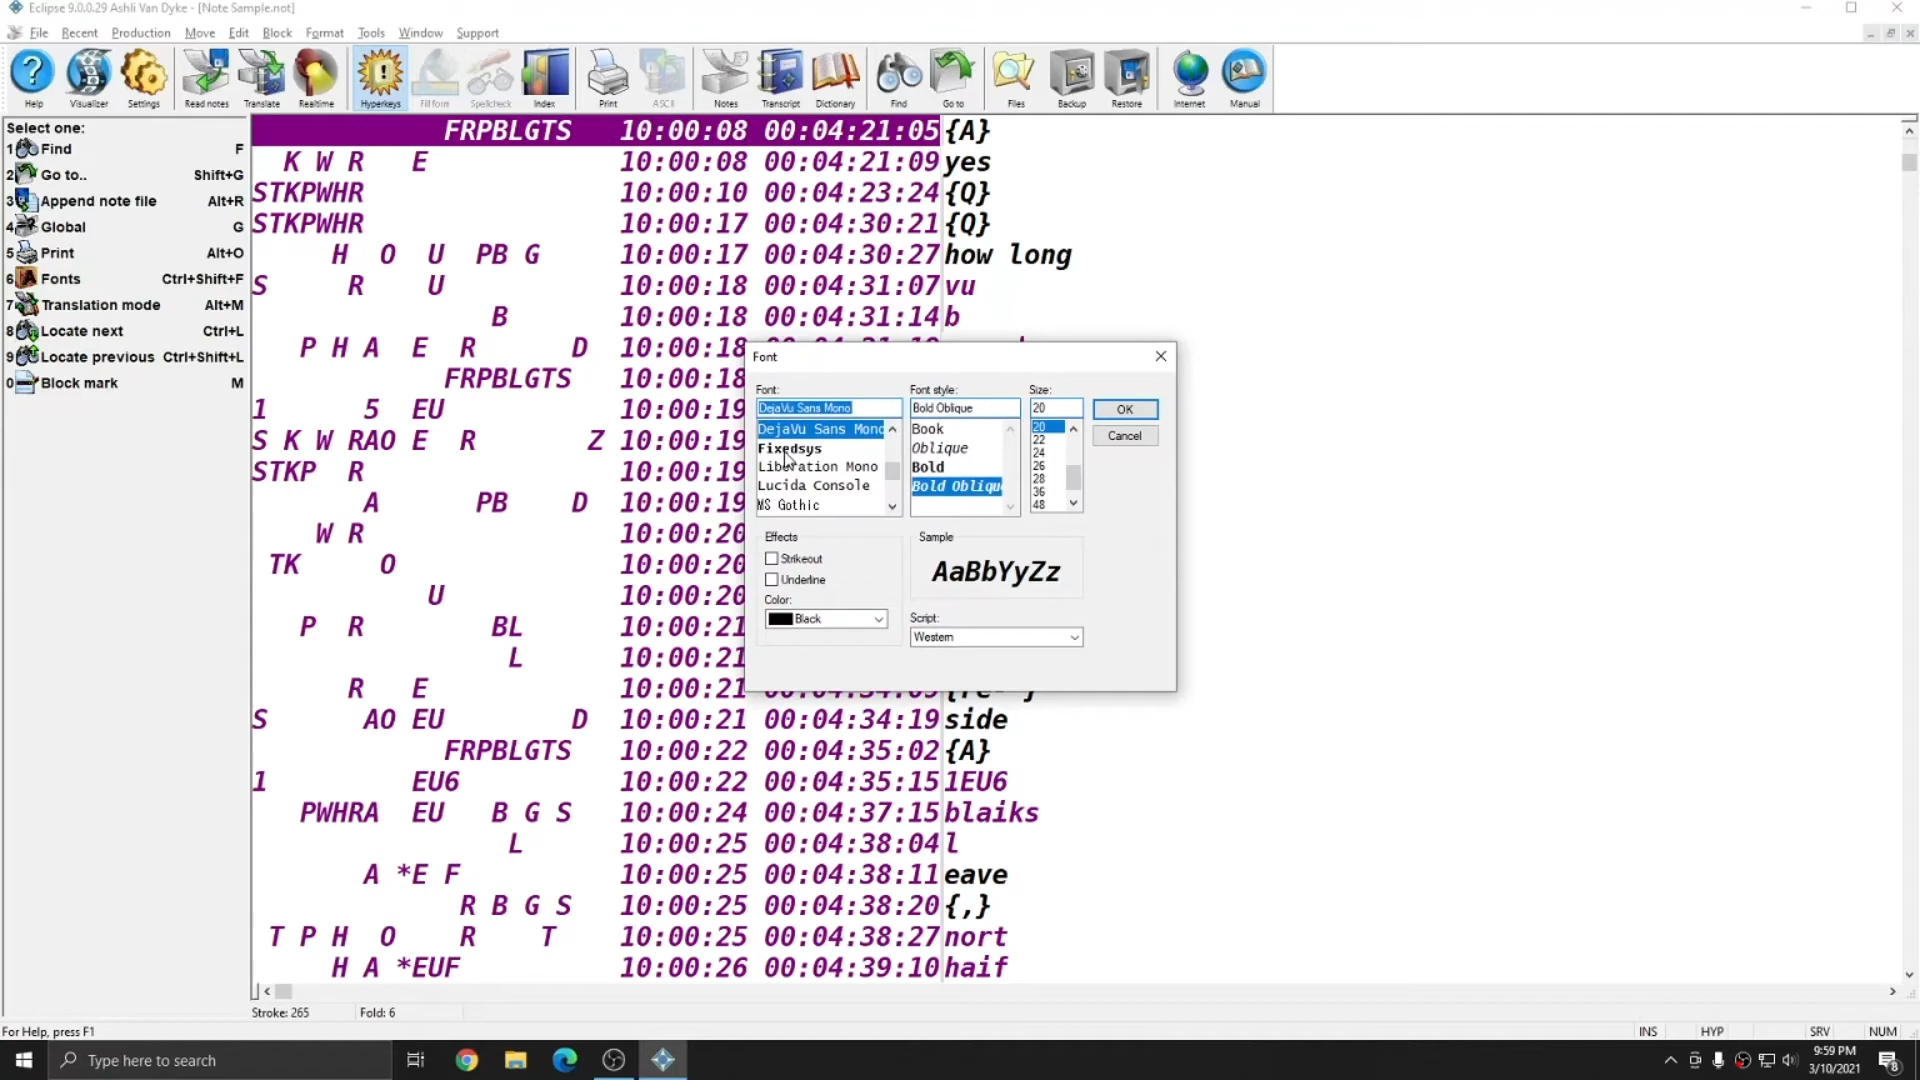 Eclipse 9.0.0.29 Ashli Van Dyke - [Note Sample.not]
File Recent Production Move Edit Block Format Tools Window Support
Help Visualizer Settings Read notes Translate Realtime Hyperkeys Fill form Spellcheck Index Print ASCII Notes Transcript Dictionary Find Go to Files Backup Restore Internet Manual
Select one:
1 Find F
2 Go to.. Shift+G
3 Append note file Alt+R
4 Global G
5 Print Alt+O
6 Fonts Ctrl+Shift+F
7 Translation mode Alt+M
8 Locate next Ctrl+L
9 Locate previous Ctrl+Shift+L
0 Block mark M
FRPBLGTS 10:00:08 00:04:21:05 {A}
K W R E 10:00:08 00:04:21:09 yes
STKPWHR 10:00:10 00:04:23:24 {Q}
STKPWHR 10:00:17 00:04:30:21 {Q}
H O U PB G 10:00:17 00:04:30:27 how long
S R U 10:00:18 00:04:31:07 vu
B 10:00:18 00:04:31:14 b
P H A E R D 10:00:18
FRPBLGTS 10:00:18
1 5 EU 10:00:19
S K W RAO E R Z 10:00:19
STKP R 10:00:19
A PB D 10:00:19
W R 10:00:20
TK O 10:00:20
U 10:00:20
P R BL 10:00:21
L 10:00:21
R E 10:00:21
S AO EU D 10:00:21 00:04:34:19 side
FRPBLGTS 10:00:22 00:04:35:02 {A}
1 EU6 10:00:22 00:04:35:15 1EU6
PWHRA EU B G S 10:00:24 00:04:37:15 blaiks
L 10:00:25 00:04:38:04 l
A *E F 10:00:25 00:04:38:11 eave
R B G S 10:00:25 00:04:38:20 {,}
T P H O R T 10:00:25 00:04:38:27 nort
H A *EUF 10:00:26 00:04:39:10 haif
Font
Font: Font style: Size:
DejaVu Sans Mono Bold Oblique 20
OK
Cancel
DejaVu Sans Mono
Fixedsys
Liberation Mono
Lucida Console
MS Gothic
Book
Oblique
Bold
Bold Oblique
20
22
24
26
28
36
48
Effects
Strikeout
Underline
Color:
Black
Sample
AaBbYyZz
Script:
Western
Stroke: 265 Fold: 6
For Help, press F1 INS HYP SRV NUM
Type here to search
9:59 PM
3/10/2021
8